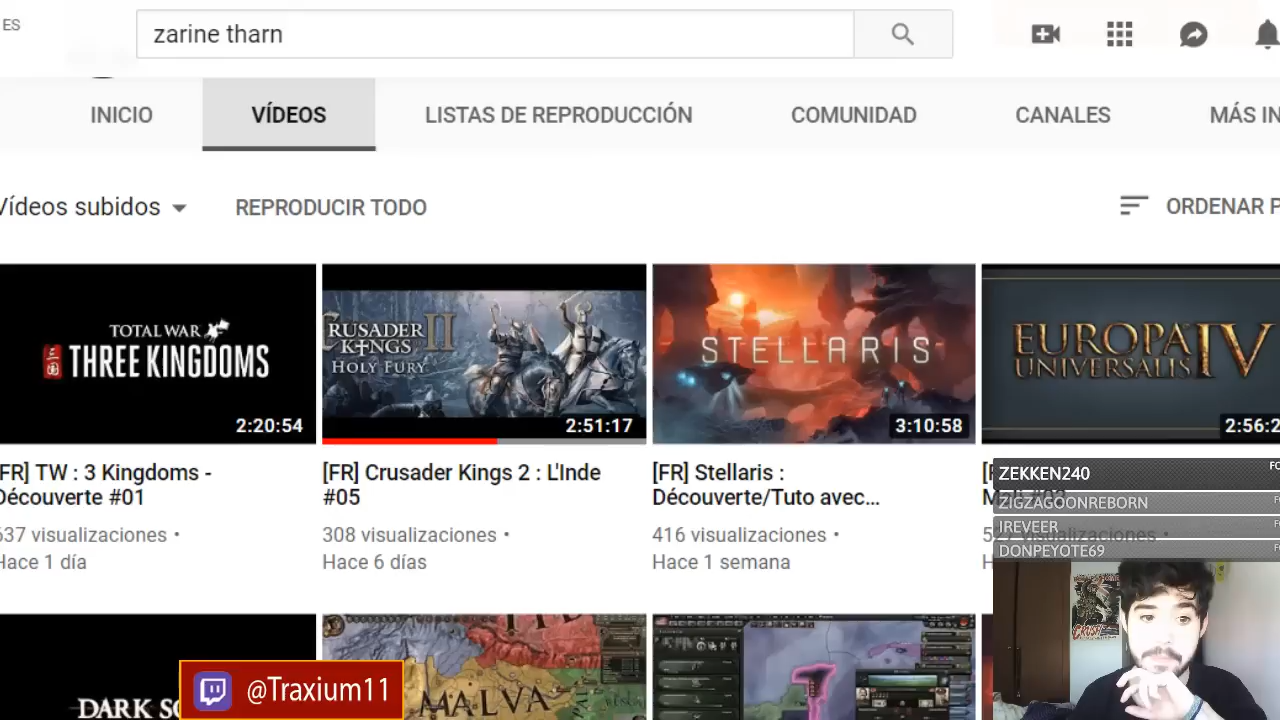 ES
zarine tharn
INICIO
VÍDEOS
LISTAS DE REPRODUCCIÓN
COMUNIDAD
CANALES
MÁS IN
Vídeos subidos
REPRODUCIR TODO
ORDENAR P
TOTAL WAR
THREE KINGDOMS
2:20:54
CRUSADER KINGS II
HOLY FURY
2:51:17
STELLARIS
3:10:58
EUROPA
UNIVERSALIS IV
2:56:2
[FR] TW : 3 Kingdoms -
Découverte #01
637 visualizaciones •
Hace 1 día
[FR] Crusader Kings 2 : L'Inde
#05
308 visualizaciones •
Hace 6 días
[FR] Stellaris :
Découverte/Tuto avec...
416 visualizaciones •
Hace 1 semana
visualizaciones •
ZEKKEN240
ZIGZAGOONREBORN
IREVEER
DONPEYOTE69
DARK SO
MALVA
@Traxium11